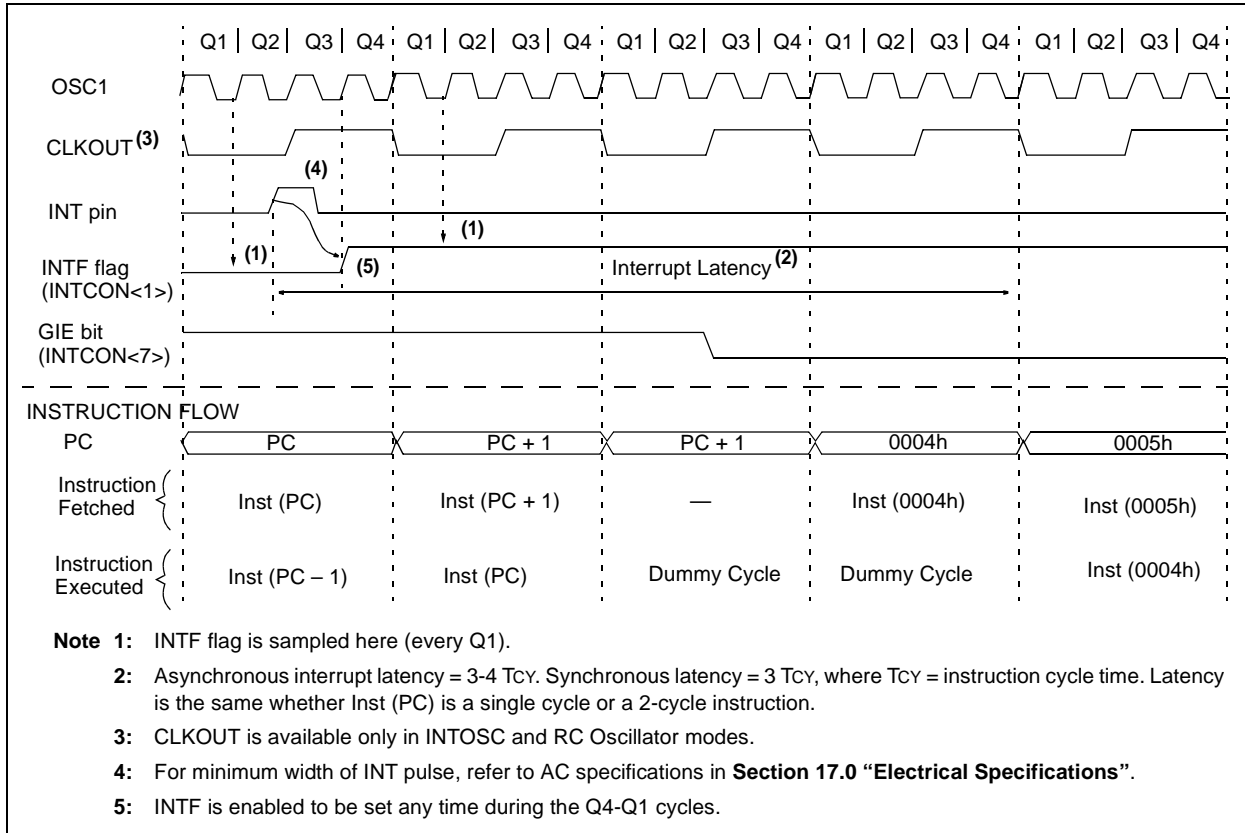 Q1 Q2 Q3 Q4 Q1 Q2 Q3 Q4 Q1 Q2 Q3 Q4 Q1 Q2 Q3 Q4 Q1 Q2 Q3 Q4
OSC1
CLKOUT (3)
(4)
INT pin
(1)
(1)
(5)
INTF flag
(INTCON<1>)
Interrupt Latency (2)
GIE bit
(INTCON<7>)
INSTRUCTION FLOW
PC PC PC + 1 PC + 1 0004h 0005h
Instruction
Fetched
Inst (PC) Inst (PC + 1) — Inst (0004h) Inst (0005h)
Instruction
Executed
Inst (PC – 1) Inst (PC) Dummy Cycle Dummy Cycle Inst (0004h)
Note 1: INTF flag is sampled here (every Q1).
2: Asynchronous interrupt latency = 3-4 TCY. Synchronous latency = 3 TCY, where TCY = instruction cycle time. Latency
is the same whether Inst (PC) is a single cycle or a 2-cycle instruction.
3: CLKOUT is available only in INTOSC and RC Oscillator modes.
4: For minimum width of INT pulse, refer to AC specifications in Section 17.0 “Electrical Specifications”.
5: INTF is enabled to be set any time during the Q4-Q1 cycles.